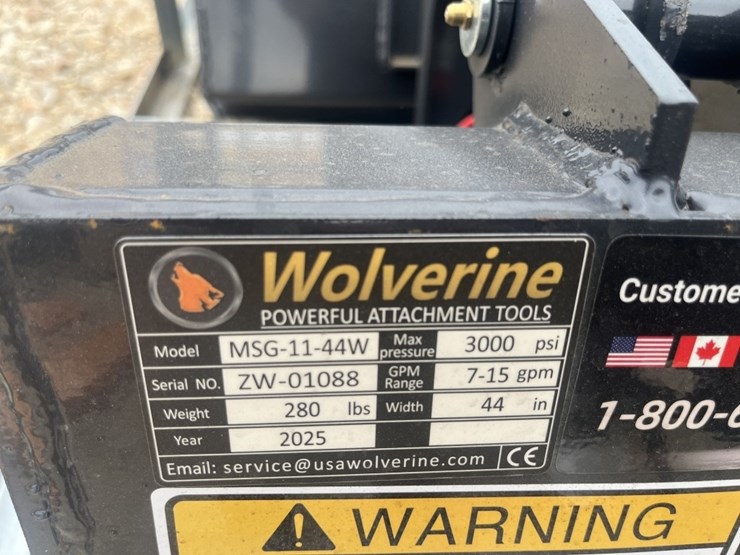 Wolverine
POWERFUL ATTACHMENT TOOLS
Model MSG-11-44W Max pressure 3000 psi
Serial NO. ZW-01088 GPM Range 7-15 gpm
Weight 280 lbs Width 44 in
Year 2025
Email: service@usawolverine.com CE
Custome
1-800-6
WARNING